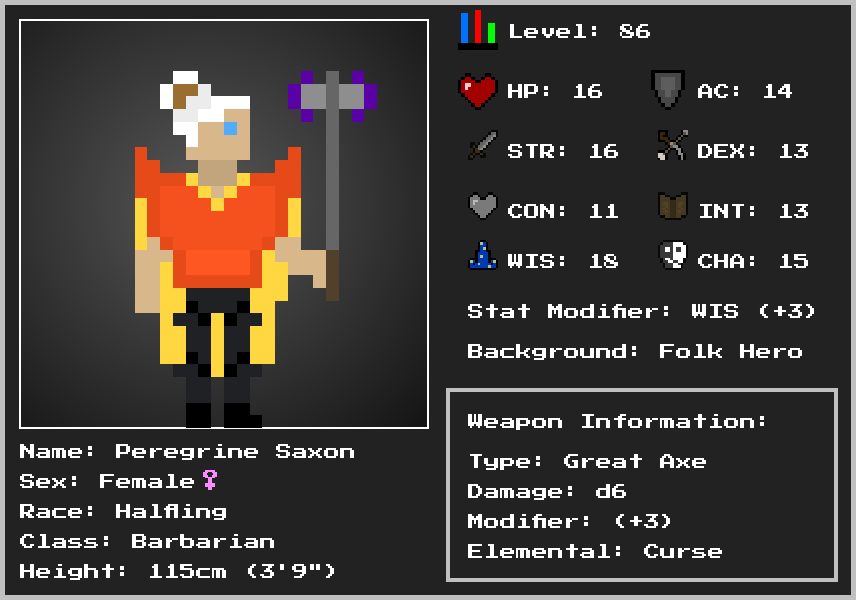 Level: 86
HP: 16
AC: 14
STR: 16
DEX: 13
CON: 11
INT: 13
WIS: 18
CHA: 15
Stat Modifier: WIS (+3)
Background: Folk Hero
Weapon Information:
Type: Great Axe
Damage: d6
Modifier: (+3)
Elemental: Curse
Name: Peregrine Saxon
Sex: Female♀
Race: Halfling
Class: Barbarian
Height: 115cm (3'9")